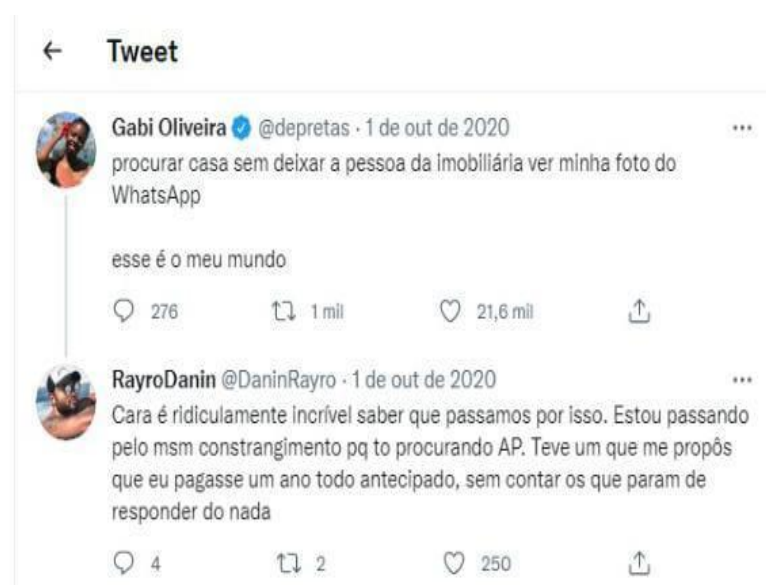 Tweet
Gabi Oliveira @depretas · 1 de out de 2020
procurar casa sem deixar a pessoa da imobiliária ver minha foto do
WhatsApp
esse é o meu mundo
276 1 mil 21,6 mil
RayroDanin @DaninRayro · 1 de out de 2020
Cara é ridiculamente incrível saber que passamos por isso. Estou passando
pelo msm constrangimento pq to procurando AP. Teve um que me propôs
que eu pagasse um ano todo antecipado, sem contar os que param de
responder do nada
4 2 250